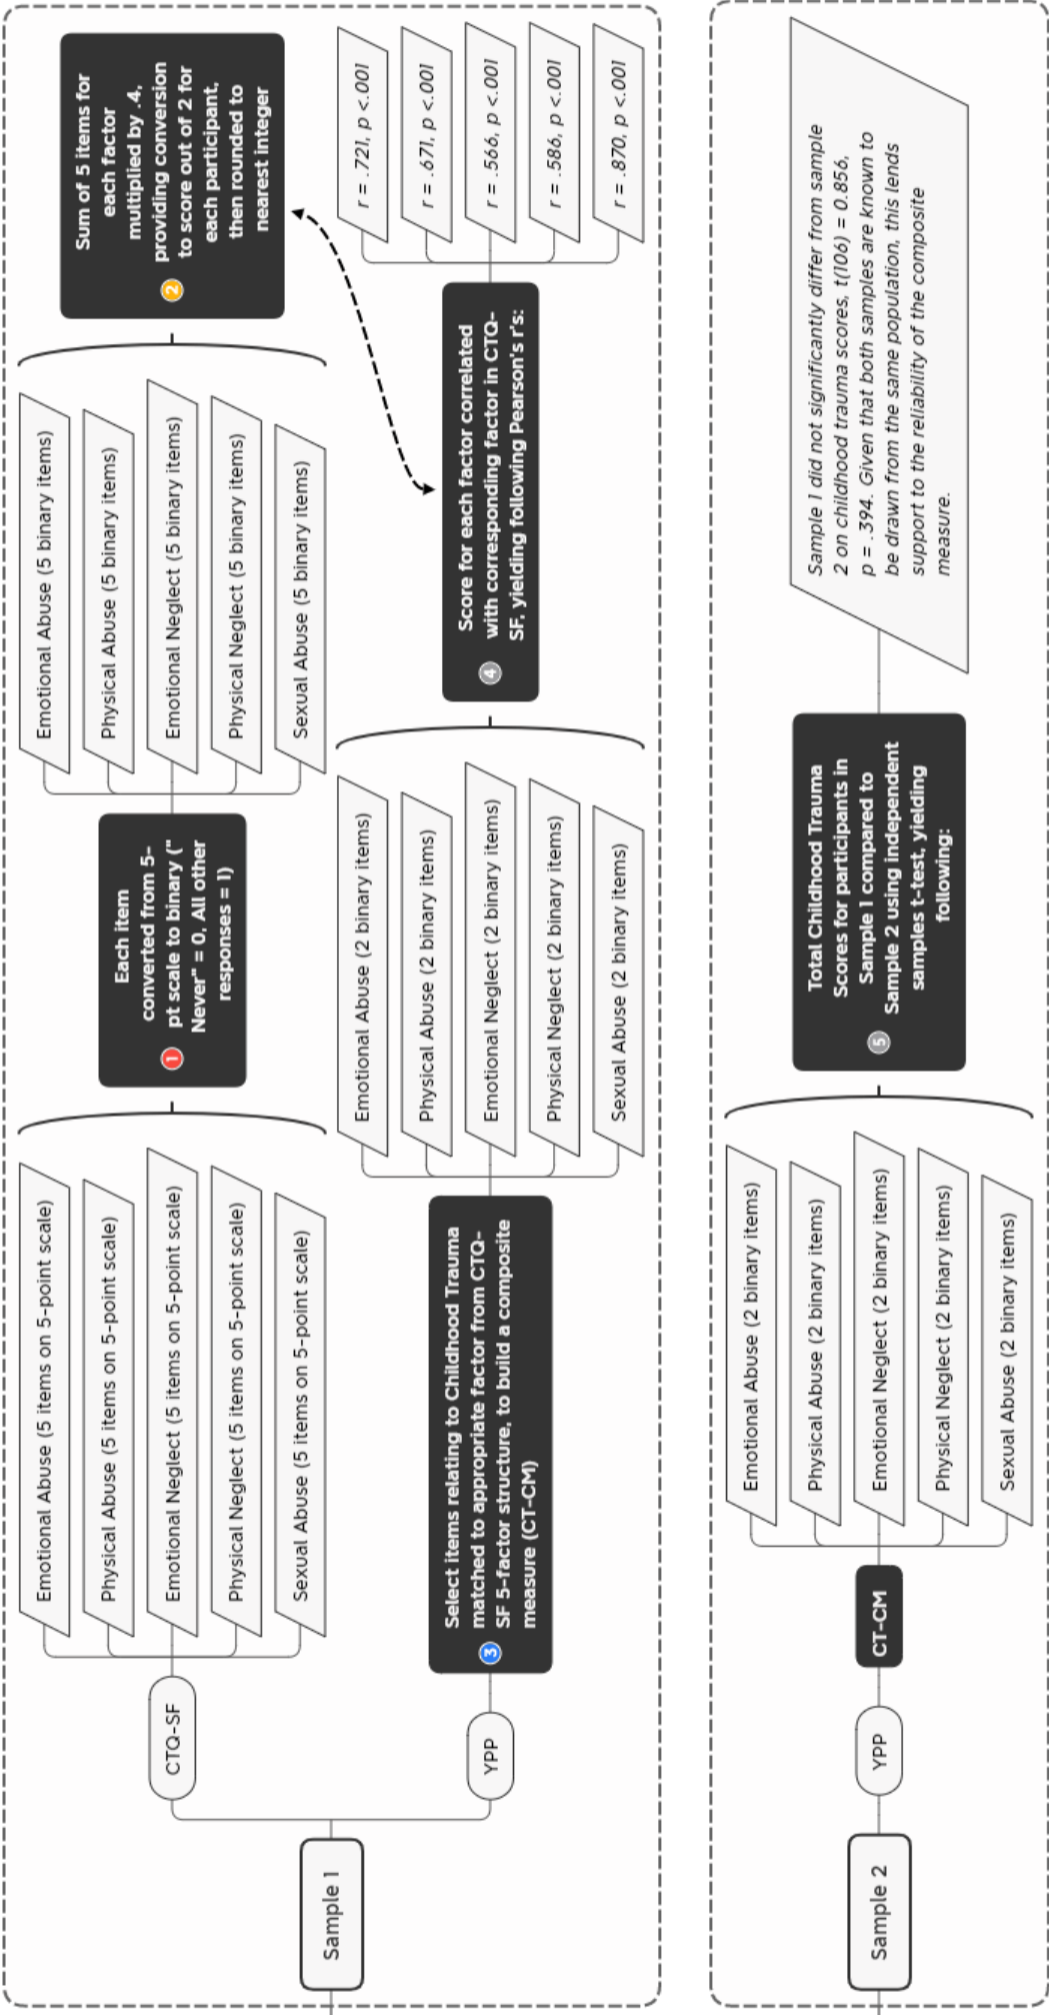 Sample 1
CTQ-SF
Emotional Abuse (5 items on 5-point scale)
Physical Abuse (5 items on 5-point scale)
Emotional Neglect (5 items on 5-point scale)
Physical Neglect (5 items on 5-point scale)
Sexual Abuse (5 items on 5-point scale)
1
Each item
converted from 5-
pt scale to binary ("
Never" = 0, All other
responses = 1)
Emotional Abuse (5 binary items)
Physical Abuse (5 binary items)
Emotional Neglect (5 binary items)
Physical Neglect (5 binary items)
Sexual Abuse (5 binary items)
2
Sum of 5 items for
each factor
multiplied by .4,
providing conversion
to score out of 2 for
each participant,
then rounded to
nearest integer
YPP
3
Select items relating to Childhood Trauma
matched to appropriate factor from CTQ-
SF 5-factor structure, to build a composite
measure (CT-CM)
Emotional Abuse (2 binary items)
Physical Abuse (2 binary items)
Emotional Neglect (2 binary items)
Physical Neglect (2 binary items)
Sexual Abuse (2 binary items)
4
Score for each factor correlated
with corresponding factor in CTQ-
SF, yielding following Pearson's r's:
r = .721, p <.001
r = .671, p <.001
r = .566, p <.001
r = .586, p <.001
r = .870, p <.001
Sample 2
YPP
CT-CM
Emotional Abuse (2 binary items)
Physical Abuse (2 binary items)
Emotional Neglect (2 binary items)
Physical Neglect (2 binary items)
Sexual Abuse (2 binary items)
5
Total Childhood Trauma
Scores for participants in
Sample 1 compared to
Sample 2 using independent
samples t-test, yielding
following:
Sample 1 did not significantly differ from sample
2 on childhood trauma scores, t(106) = 0.856,
p = .394. Given that both samples are known to
be drawn from the same population, this lends
support to the reliability of the composite
measure.